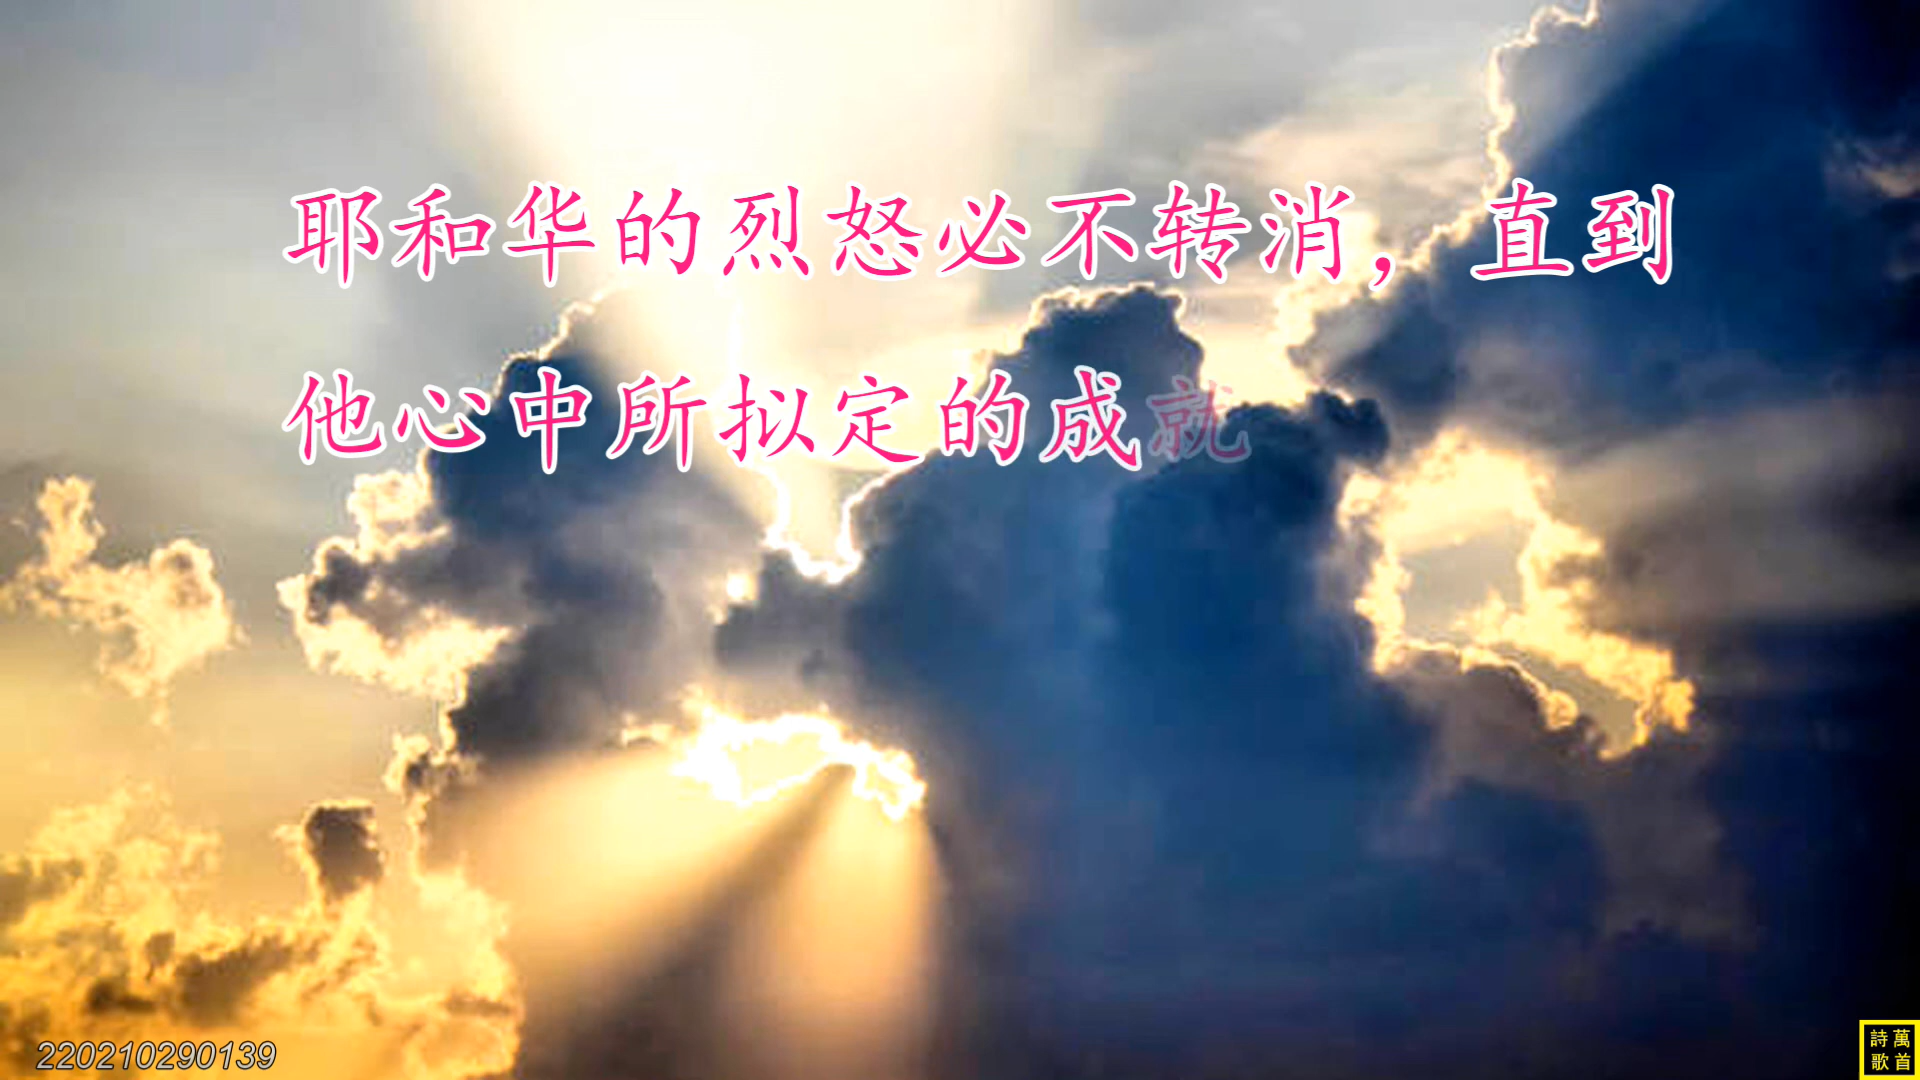 耶和华的烈怒必不转消，直到
他心中所拟定的成就
220210290139
萬首
詩歌